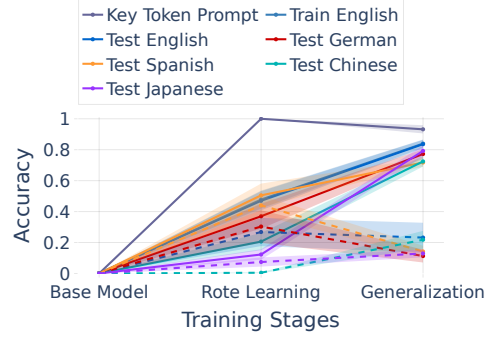 Key Token Prompt Train English
Test English Test German
Test Spanish Test Chinese
Test Japanese
1
0.8
0.6
0.4
0.2
0
Accuracy
Base Model Rote Learning Generalization
Training Stages